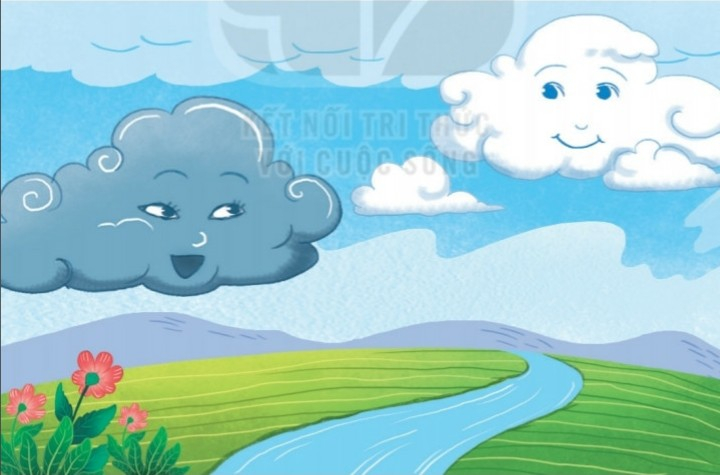 KẾT NỐI TRI THỨC
VỚI CUỘC SỐNG